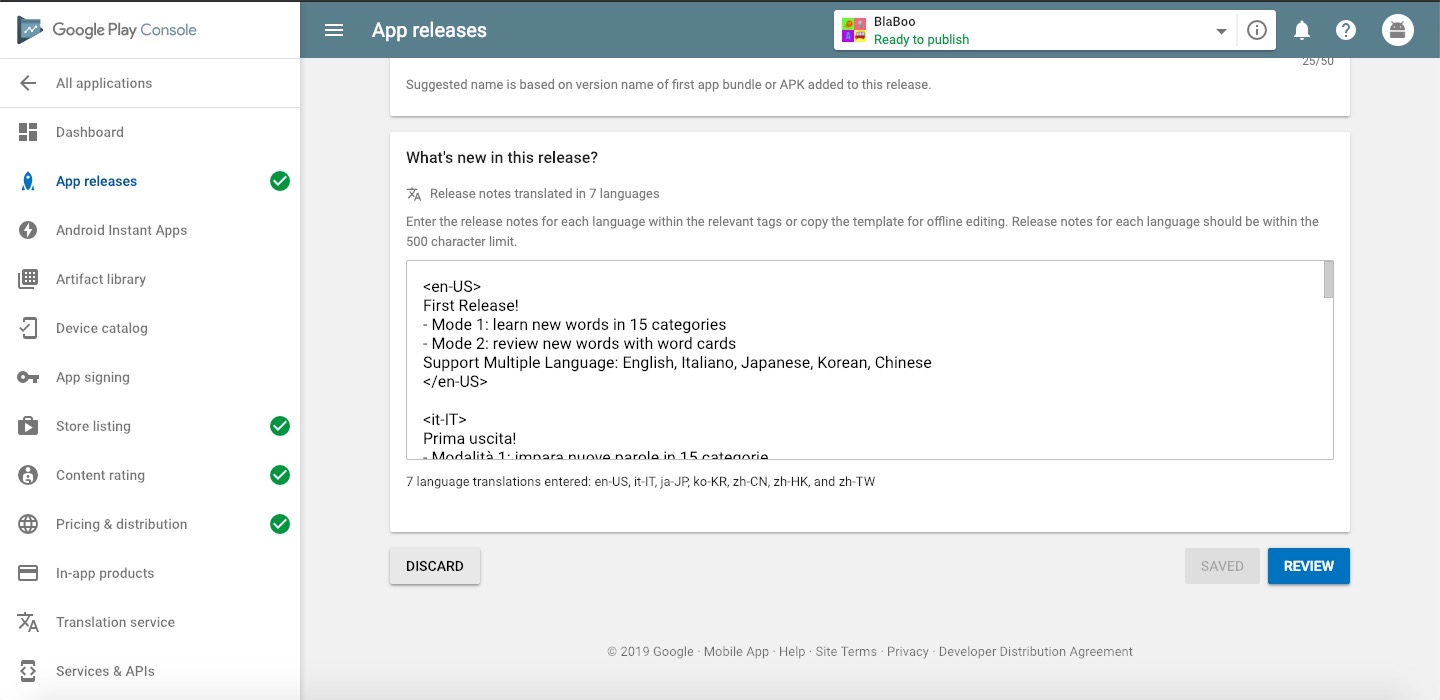 Google Play Console
App releases
BlaBoo
Ready to publish
All applications
Dashboard
App releases
Android Instant Apps
Artifact library
Device catalog
App signing
Store listing
Content rating
Pricing & distribution
In-app products
Translation service
Services & APIs
25/50
Suggested name is based on version name of first app bundle or APK added to this release.
What's new in this release?
Release notes translated in 7 languages
Enter the release notes for each language within the relevant tags or copy the template for offline editing. Release notes for each language should be within the
500 character limit.
<en-US>
First Release!
- Mode 1: learn new words in 15 categories
- Mode 2: review new words with word cards
Support Multiple Language: English, Italiano, Japanese, Korean, Chinese
</en-US>
<it-IT>
Prima uscita!
- Modalità 1: impara nuove parole in 15 categorie
7 language translations entered: en-US, it-IT, ja-JP, ko-KR, zh-CN, zh-HK, and zh-TW
DISCARD
SAVED
REVIEW
© 2019 Google · Mobile App · Help · Site Terms · Privacy · Developer Distribution Agreement